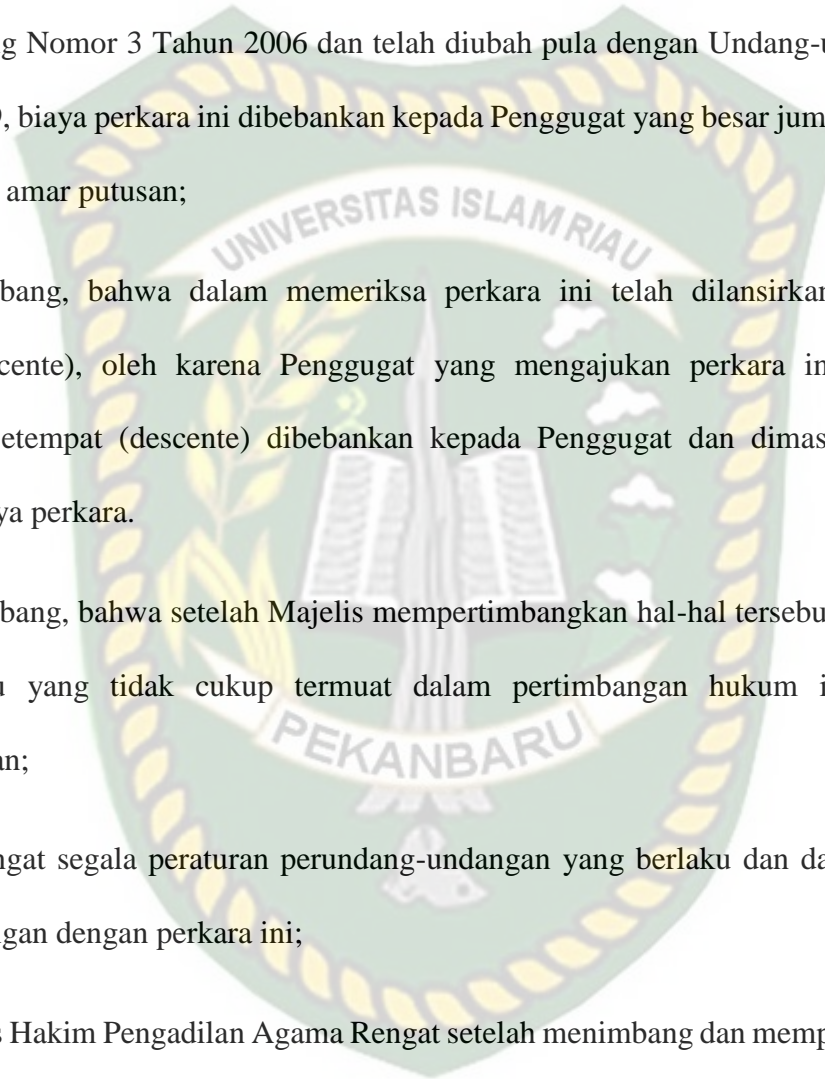 g Nomor 3 Tahun 2006 dan telah diubah pula dengan Undang-u
, biaya perkara ini dibebankan kepada Penggugat yang besar jum
amar putusan;
UNIVERSITAS ISLAM RIAU
bang, bahwa dalam memeriksa perkara ini telah dilansirkan
cente), oleh karena Penggugat yang mengajukan perkara in
etempat (descente) dibebankan kepada Penggugat dan dimas
ya perkara.
bang, bahwa setelah Majelis mempertimbangkan hal-hal tersebu
u yang tidak cukup termuat dalam pertimbangan hukum i
an;
PEKANBARU
ngat segala peraturan perundang-undangan yang berlaku dan da
ngan dengan perkara ini;
s Hakim Pengadilan Agama Rengat setelah menimbang dan memp